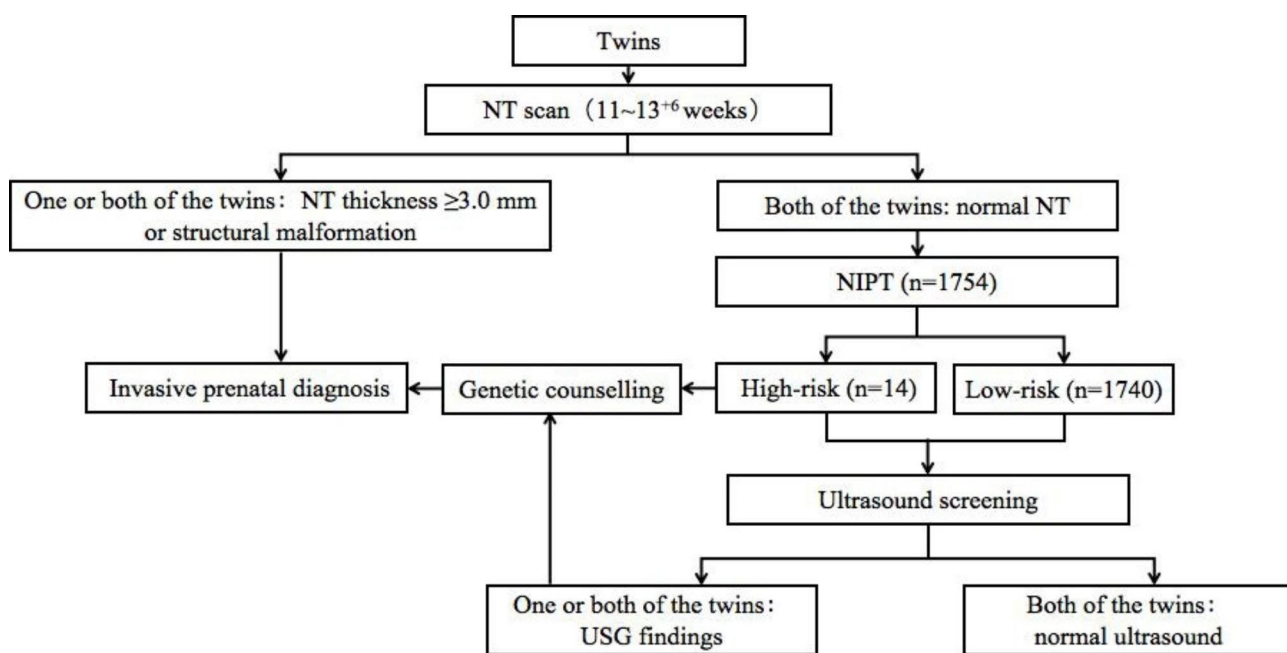 Twins
NT scan（11~13+6 weeks）
One or both of the twins：NT thickness ≥3.0 mm
or structural malformation
Both of the twins: normal NT
NIPT (n=1754)
Invasive prenatal diagnosis
Genetic counselling
High-risk (n=14)
Low-risk (n=1740)
Ultrasound screening
One or both of the twins：
USG findings
Both of the twins：
normal ultrasound